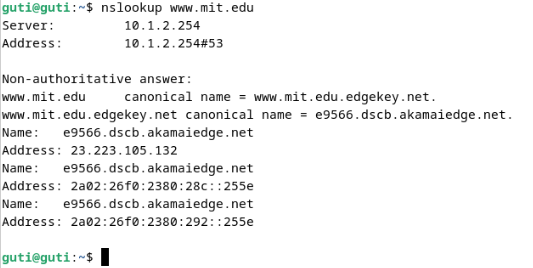 guti@guti:~$ nslookup www.mit.edu
Server:         10.1.2.254
Address:        10.1.2.254#53

Non-authoritative answer:
www.mit.edu     canonical name = www.mit.edu.edgekey.net.
www.mit.edu.edgekey.net canonical name = e9566.dscb.akamaiedge.net.
Name:   e9566.dscb.akamaiedge.net
Address: 23.223.105.132
Name:   e9566.dscb.akamaiedge.net
Address: 2a02:26f0:2380:28c::255e
Name:   e9566.dscb.akamaiedge.net
Address: 2a02:26f0:2380:292::255e

guti@guti:~$